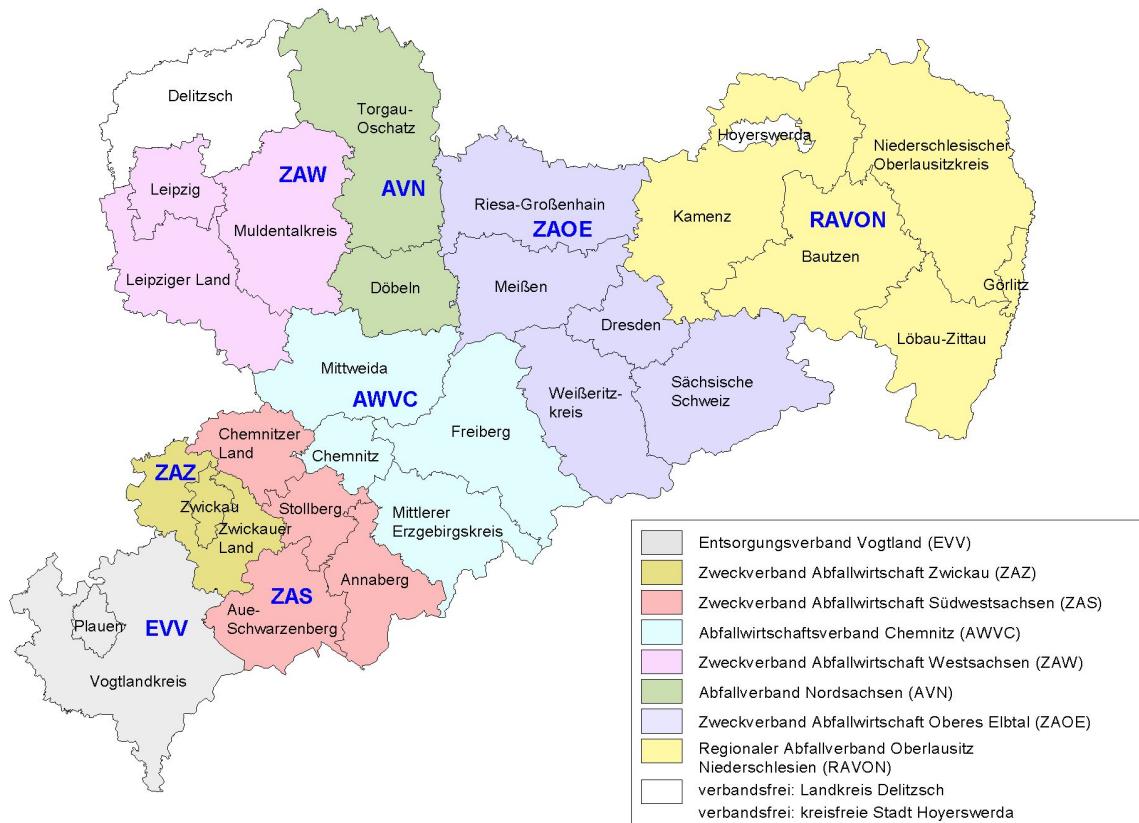 Delitzsch
Torgau-
Oschatz
Hoyerswerda
Niederschlesischer
Oberlausitzkreis
ZAW
Leipzig
AVN
Riesa-Großenhain
ZAOE
Kamenz
RAVON
Muldentalkreis
Bautzen
Leipziger Land
Döbeln
Meißen
Görlitz
Dresden
Löbau-Zittau
Mittweida
AWVC
Weißeritz-
kreis
Sächsische
Schweiz
Chemnitzer
Land
Freiberg
Chemnitz
ZAZ
Zwickau
Stollberg
Zwickauer
Land
Mittlerer
Erzgebirgskreis
Annaberg
ZAS
Aue-
Schwarzenberg
Plauen
EVV
Vogtlandkreis
Entsorgungsverband Vogtland (EVV)
Zweckverband Abfallwirtschaft Zwickau (ZAZ)
Zweckverband Abfallwirtschaft Südwestsachsen (ZAS)
Abfallwirtschaftsverband Chemnitz (AWVC)
Zweckverband Abfallwirtschaft Westsachsen (ZAW)
Abfallverband Nordsachsen (AVN)
Zweckverband Abfallwirtschaft Oberes Elbtal (ZAOE)
Regionaler Abfallverband Oberlausitz
Niederschlesien (RAVON)
verbandsfrei: Landkreis Delitzsch
verbandsfrei: kreisfreie Stadt Hoyerswerda